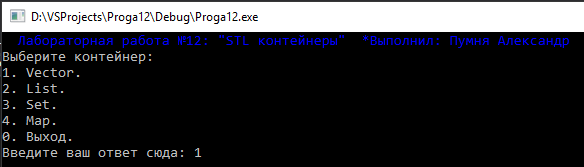 D:\VSProjects\Proga12\Debug\Proga12.exe
Лабораторная работа №12: "STL контейнеры" *Выполнил: Пумня Александр
Выберите контейнер:
1. Vector.
2. List.
3. Set.
4. Map.
0. Выход.
Введите ваш ответ сюда: 1